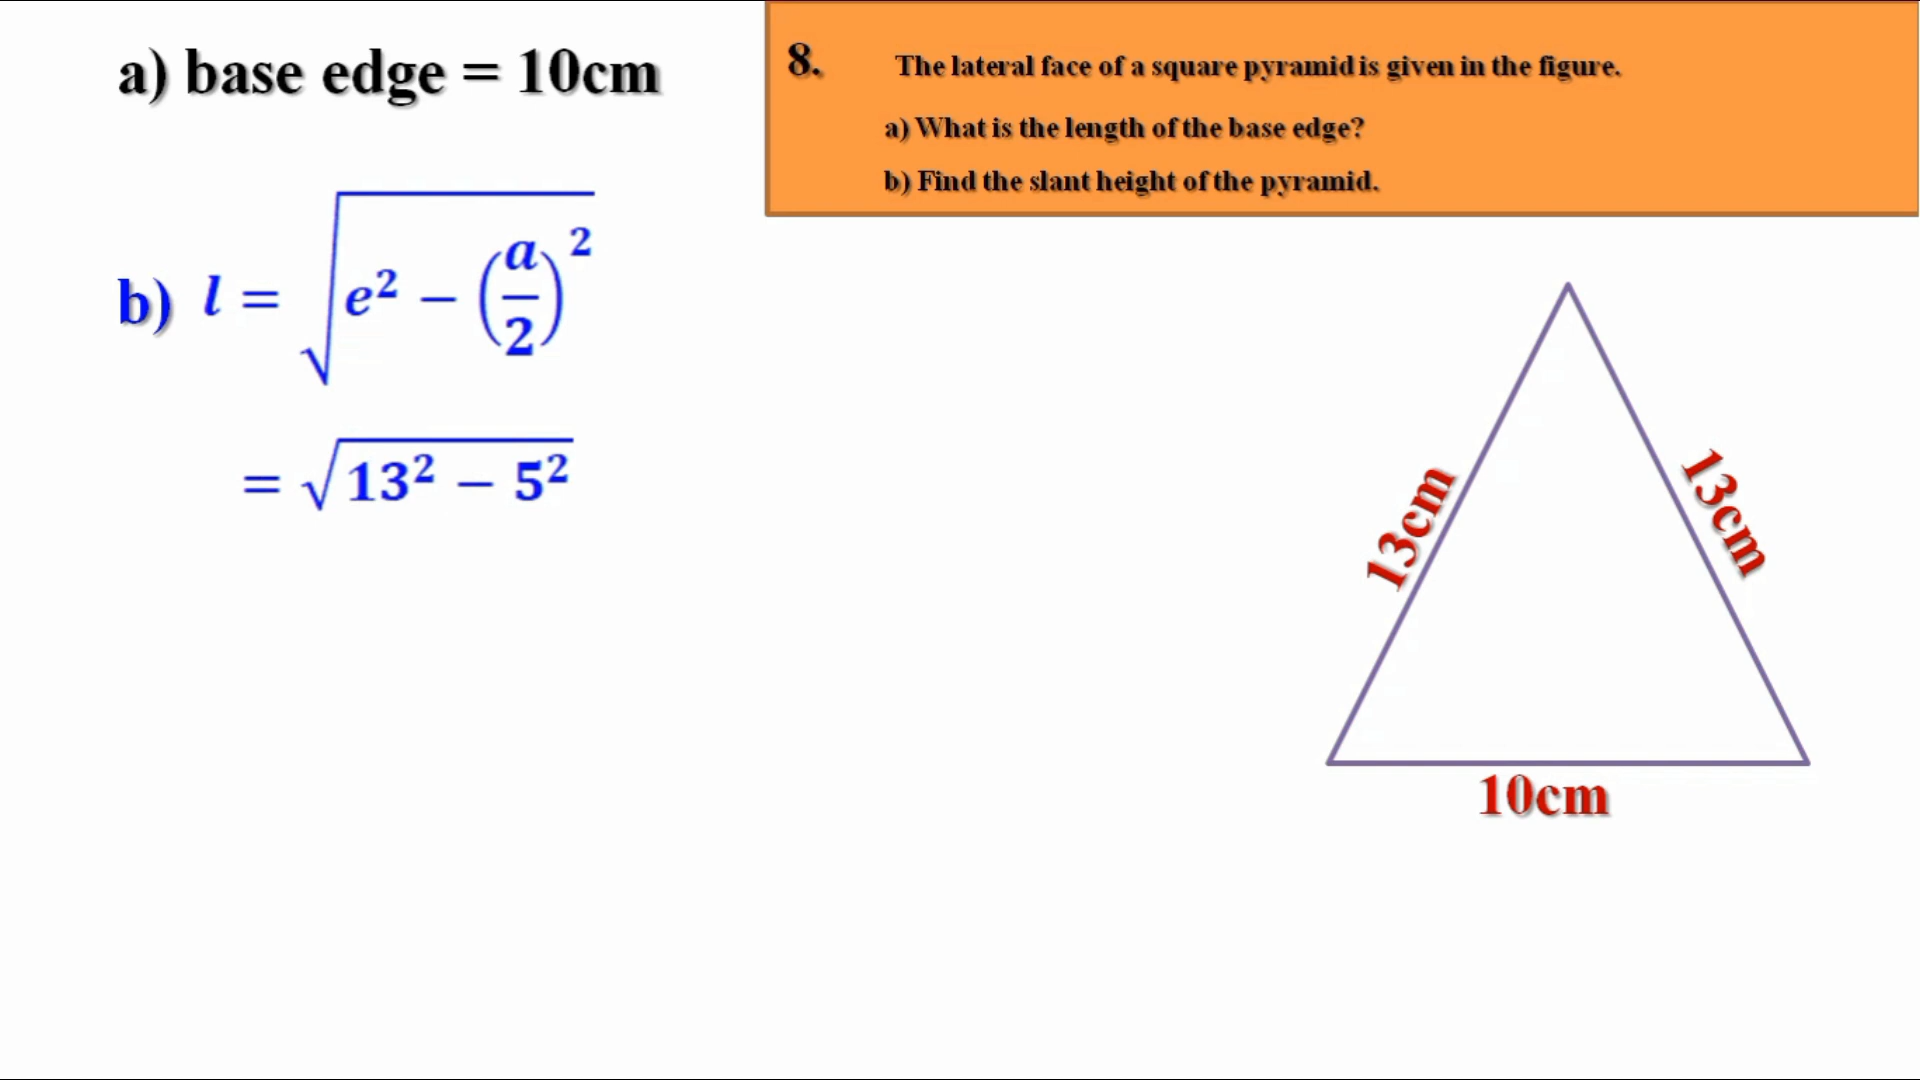 a) base edge = 10cm
8. The lateral face of a square pyramid is given in the figure.
a) What is the length of the base edge?
b) Find the slant height of the pyramid.
b) l = √(e² − (a/2)²)
= √(13² − 5²)
13cm
13cm
10cm